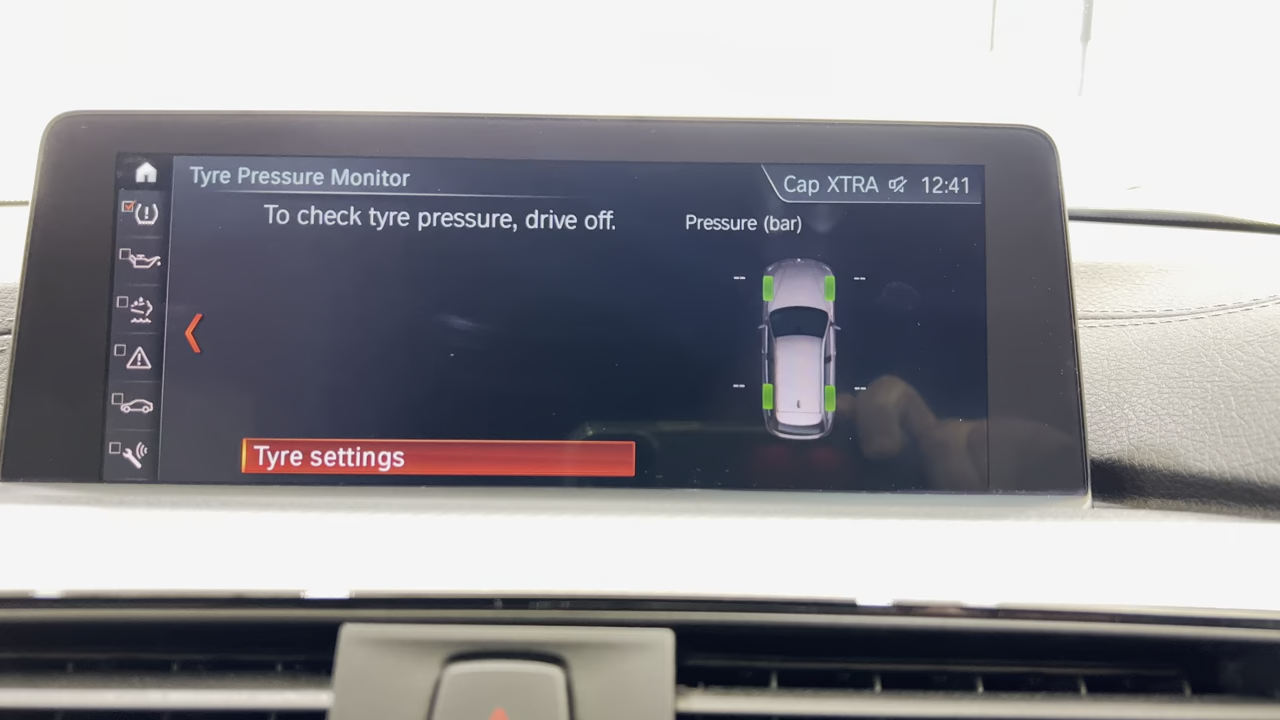 Tyre Pressure Monitor
Cap XTRA 12:41
To check tyre pressure, drive off.
Pressure (bar)
-- --
-- --
Tyre settings